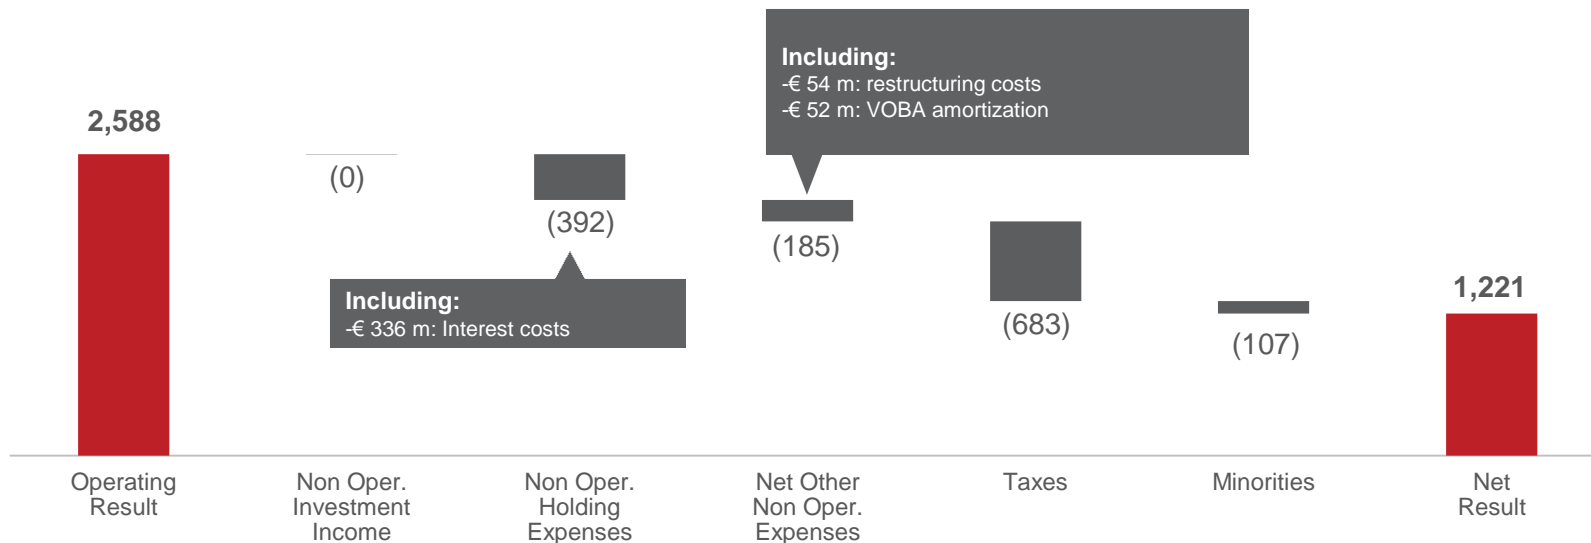 Including:
-€ 54 m: restructuring costs
-€ 52 m: VOBA amortization
2,588
(0)
(392)
(185)
(683)
(107)
1,221
Including:
-€ 336 m: Interest costs
Operating
Result
Non Oper.
Investment
Income
Non Oper.
Holding
Expenses
Net Other
Non Oper.
Expenses
Taxes
Minorities
Net
Result